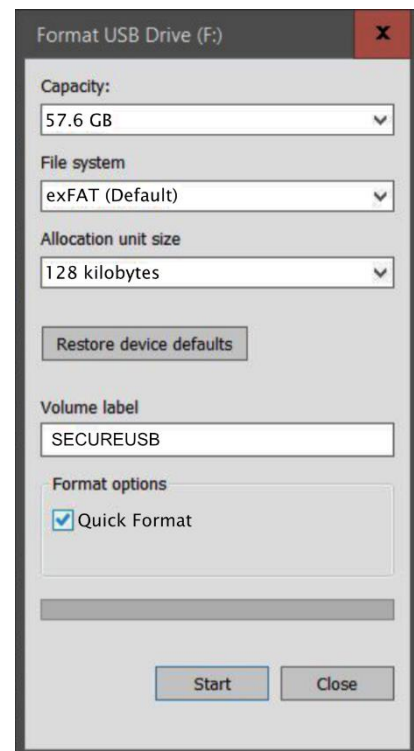 Format USB Drive (F:)
x
Capacity:
57.6 GB
File system
exFAT (Default)
Allocation unit size
128 kilobytes
Restore device defaults
Volume label
SECUREUSB
Format options
Quick Format
Start Close